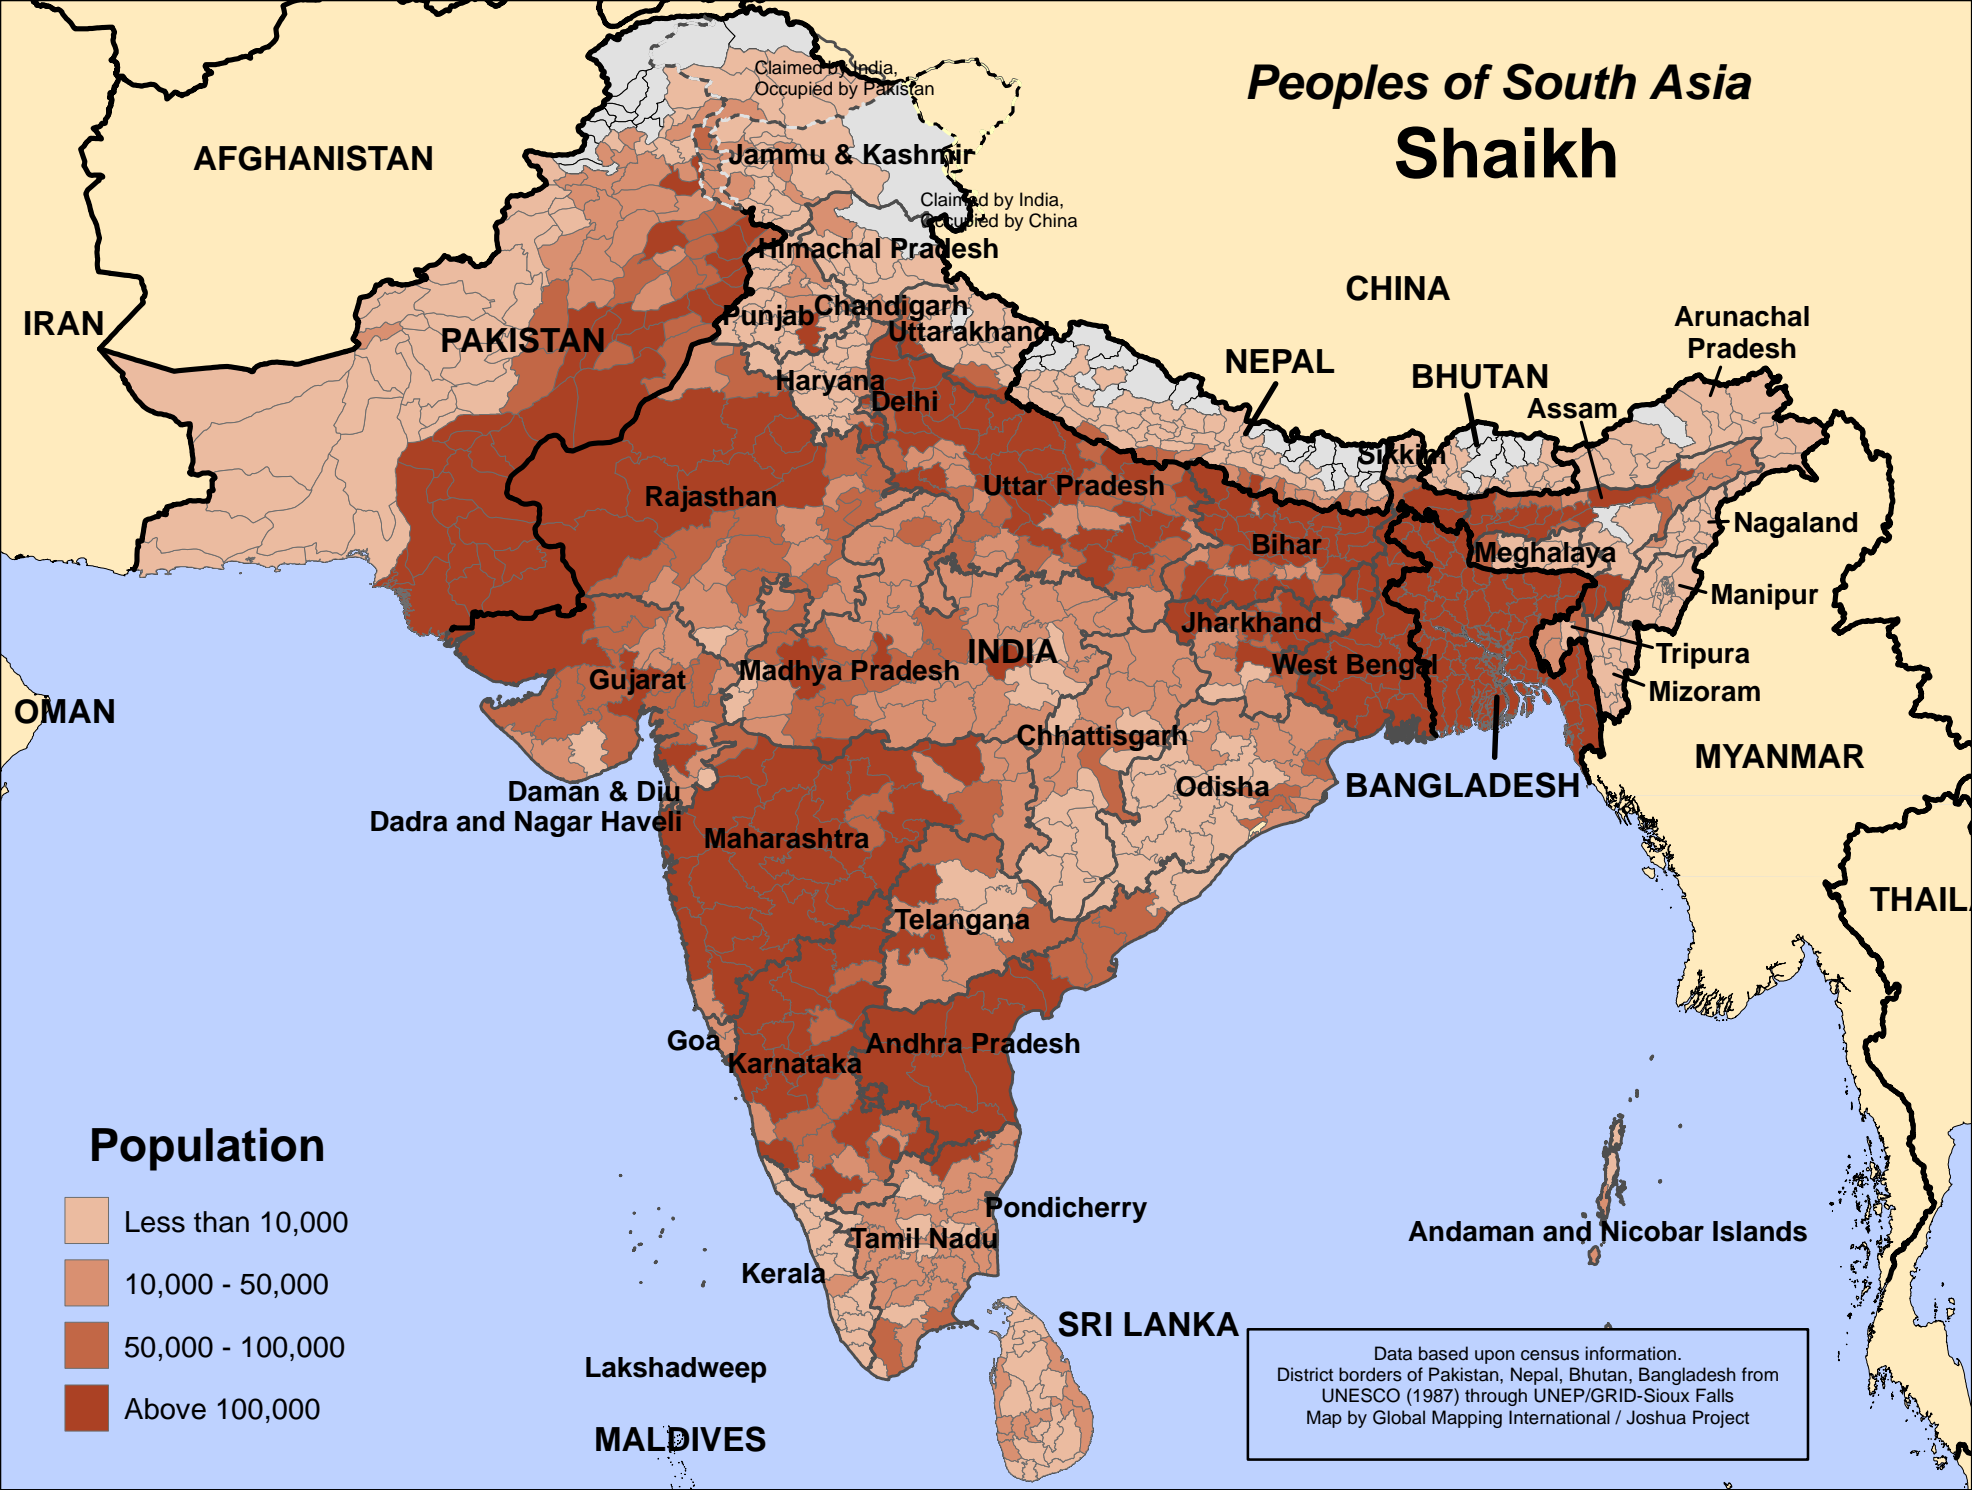 Peoples of South Asia
Shaikh
Claimed by India,
Occupied by Pakistan
AFGHANISTAN
Jammu & Kashmir
Claimed by India,
Occupied by China
Himachal Pradesh
CHINA
IRAN
PAKISTAN
Punjab
Chandigarh
Uttarakhand
Arunachal
Pradesh
NEPAL
BHUTAN
Haryana
Delhi
Assam
Sikkim
Rajasthan
Uttar Pradesh
Nagaland
Bihar
Meghalaya
Manipur
Jharkhand
INDIA
Tripura
West Bengal
Madhya Pradesh
Gujarat
Mizoram
OMAN
Chhattisgarh
MYANMAR
Odisha
BANGLADESH
Daman & Diu
Dadra and Nagar Haveli
Maharashtra
THAIL
Telangana
Goa
Andhra Pradesh
Karnataka
Pondicherry
Tamil Nadu
Andaman and Nicobar Islands
Kerala
SRI LANKA
Lakshadweep
MALDIVES
Population
Less than 10,000
10,000 - 50,000
50,000 - 100,000
Above 100,000
Data based upon census information.
District borders of Pakistan, Nepal, Bhutan, Bangladesh from
UNESCO (1987) through UNEP/GRID-Sioux Falls
Map by Global Mapping International / Joshua Project